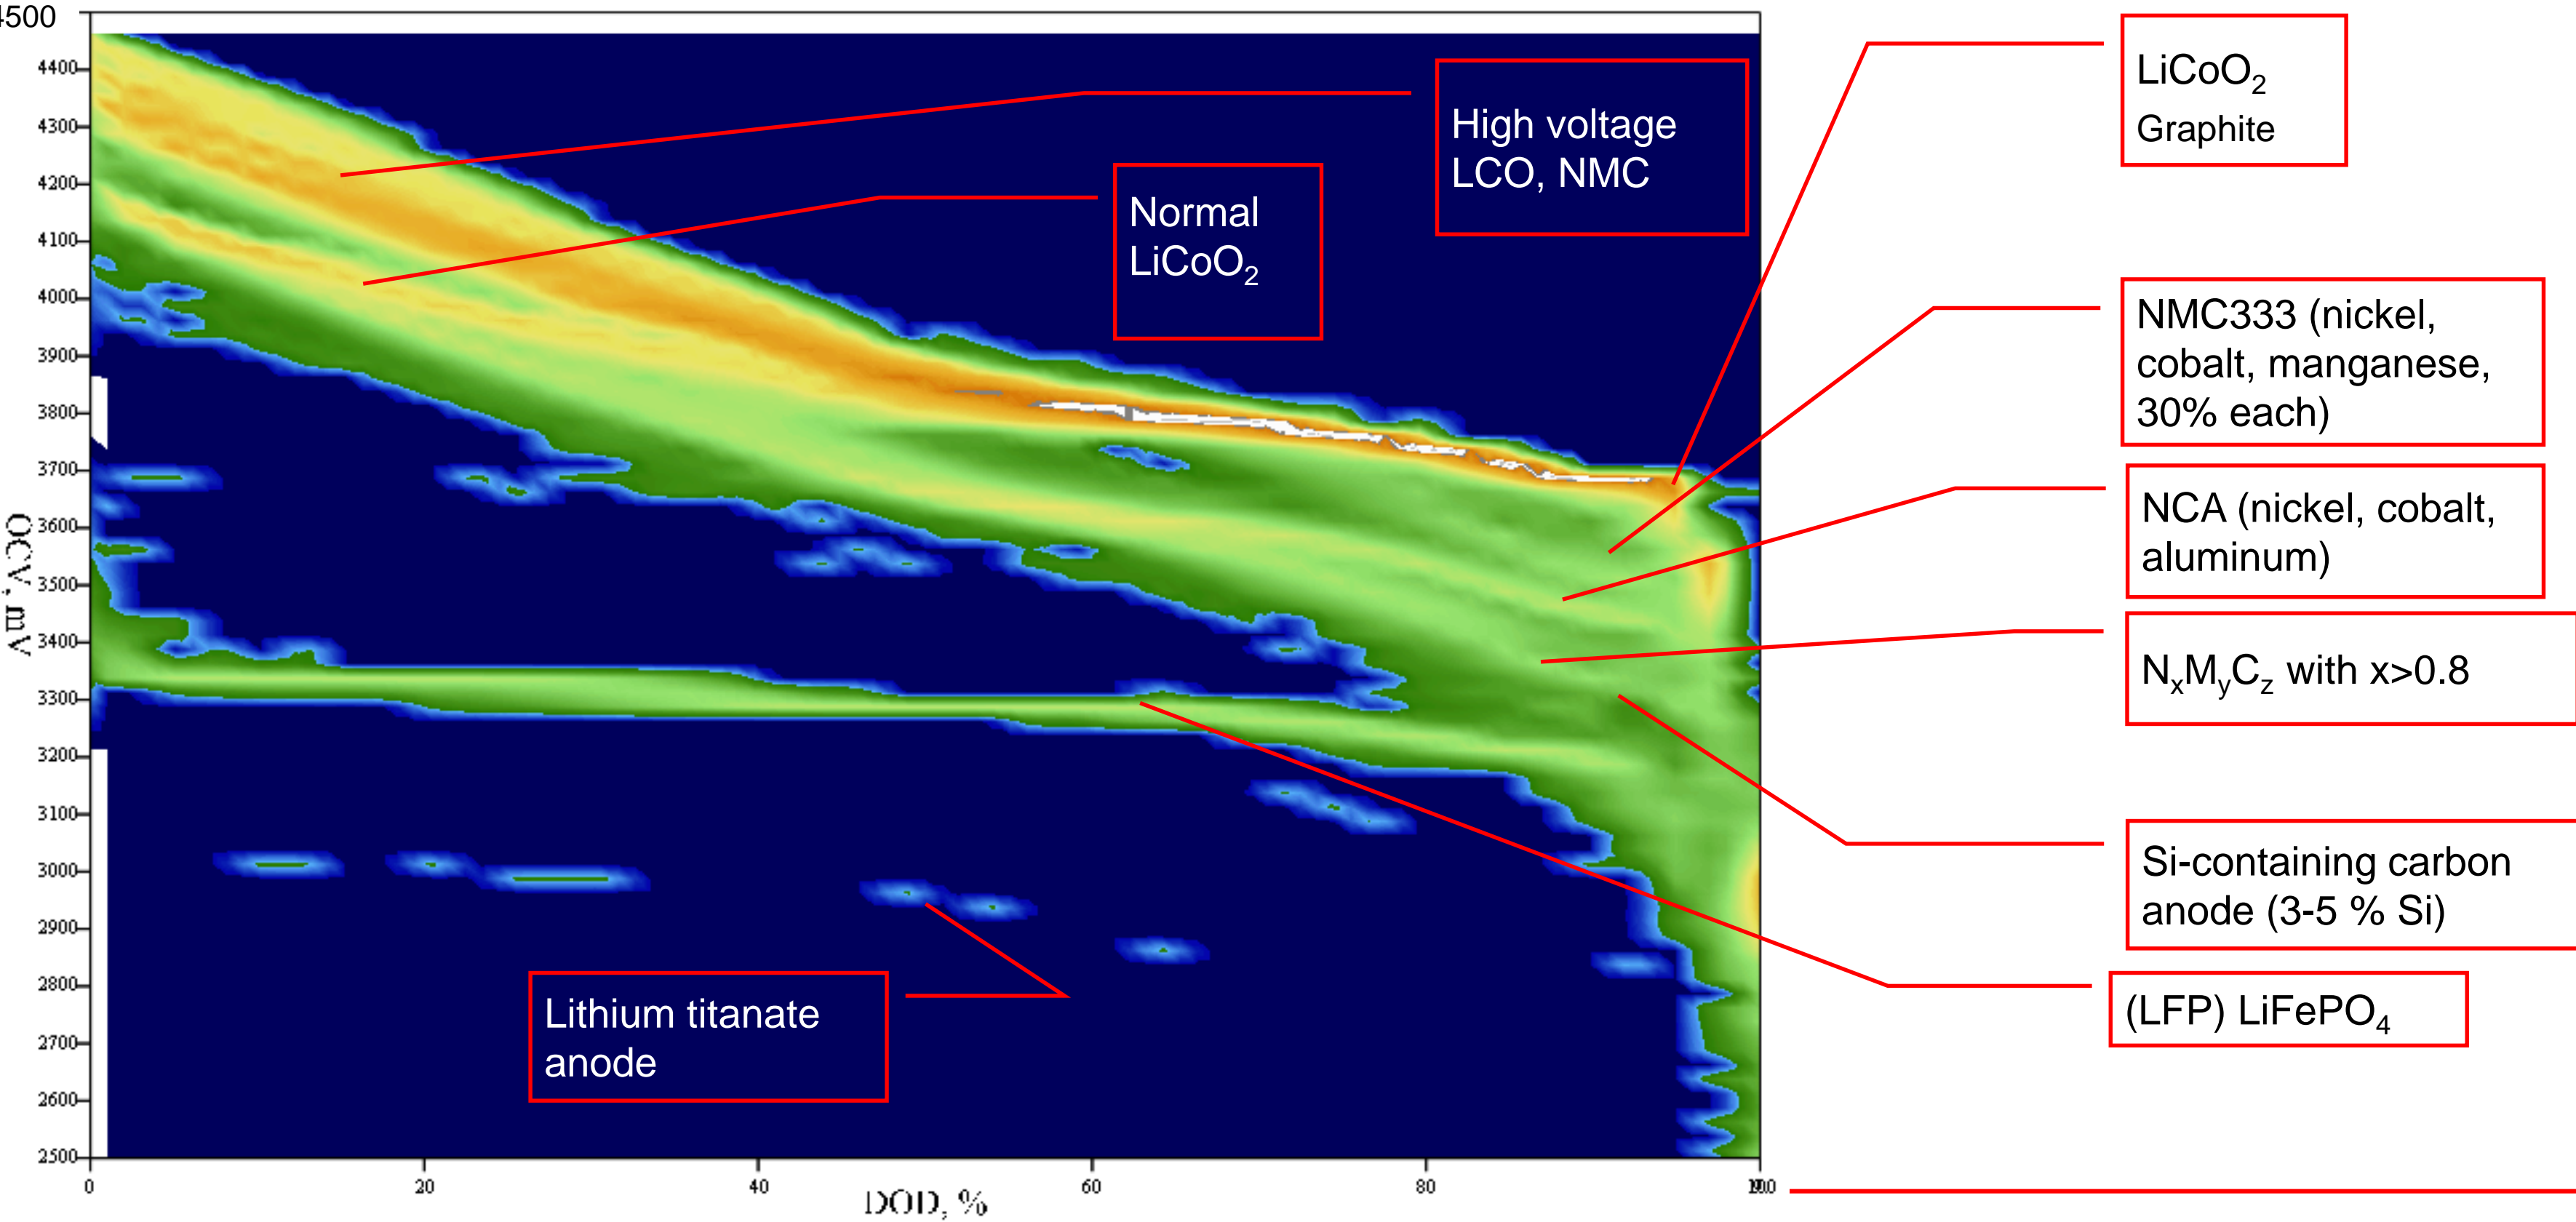 4500
4400
4300
4200
4100
4000
3900
3800
3700
3600
3500
3400
3300
3200
3100
3000
2900
2800
2700
2600
2500
OCV, mV
0
20
40
60
80
DOD, %
High voltage
LCO, NMC
Normal
LiCoO₂
Lithium titanate
anode
LiCoO₂
Graphite
NMC333 (nickel,
cobalt, manganese,
30% each)
NCA (nickel, cobalt,
aluminum)
NₓMᵧC₂ with x>0.8
Si-containing carbon
anode (3-5 % Si)
(LFP) LiFePO₄